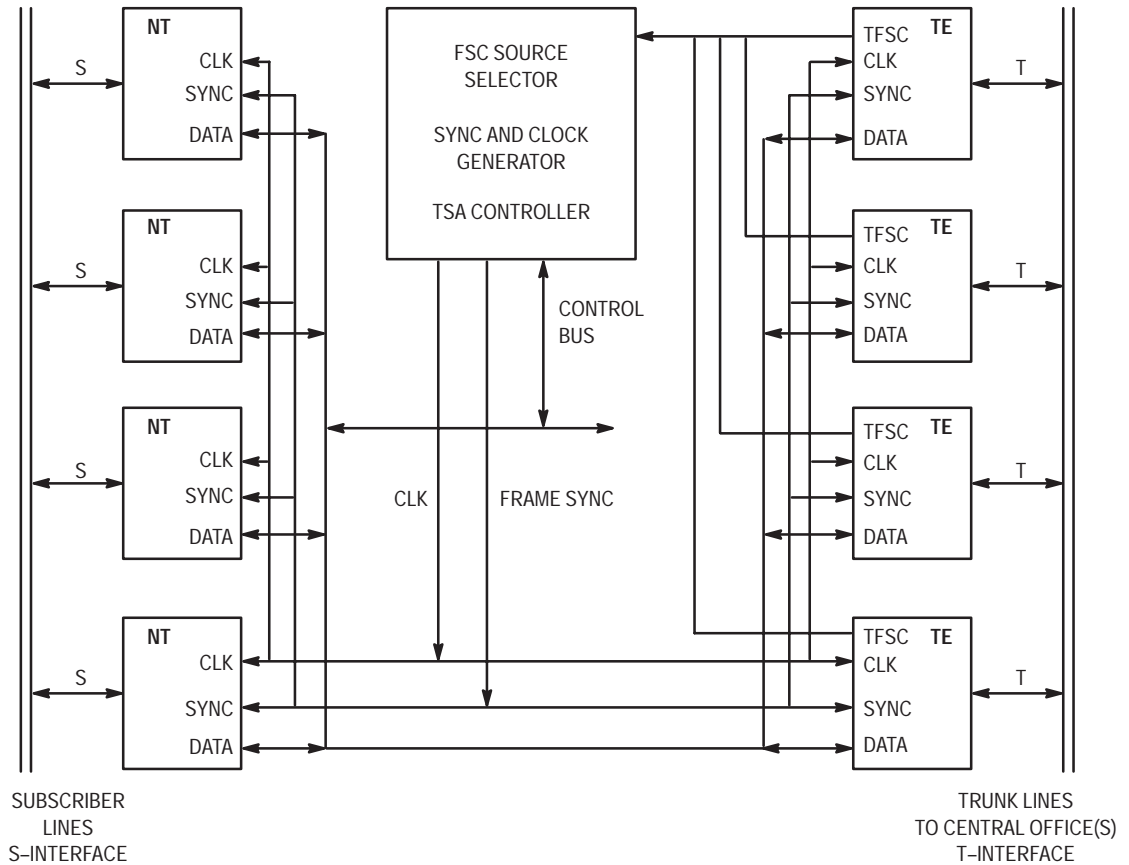 NT
CLK
SYNC
DATA
S
FSC SOURCE
SELECTOR
SYNC AND CLOCK
GENERATOR
TSA CONTROLLER
TFSC
TE
CLK
SYNC
DATA
T
NT
CLK
SYNC
DATA
S
CONTROL
BUS
TFSC
TE
CLK
SYNC
DATA
T
NT
CLK
SYNC
DATA
S
CLK
FRAME SYNC
TFSC
TE
CLK
SYNC
DATA
T
NT
CLK
SYNC
DATA
S
TFSC
TE
CLK
SYNC
DATA
T
SUBSCRIBER
LINES
S–INTERFACE
TRUNK LINES
TO CENTRAL OFFICE(S)
T–INTERFACE